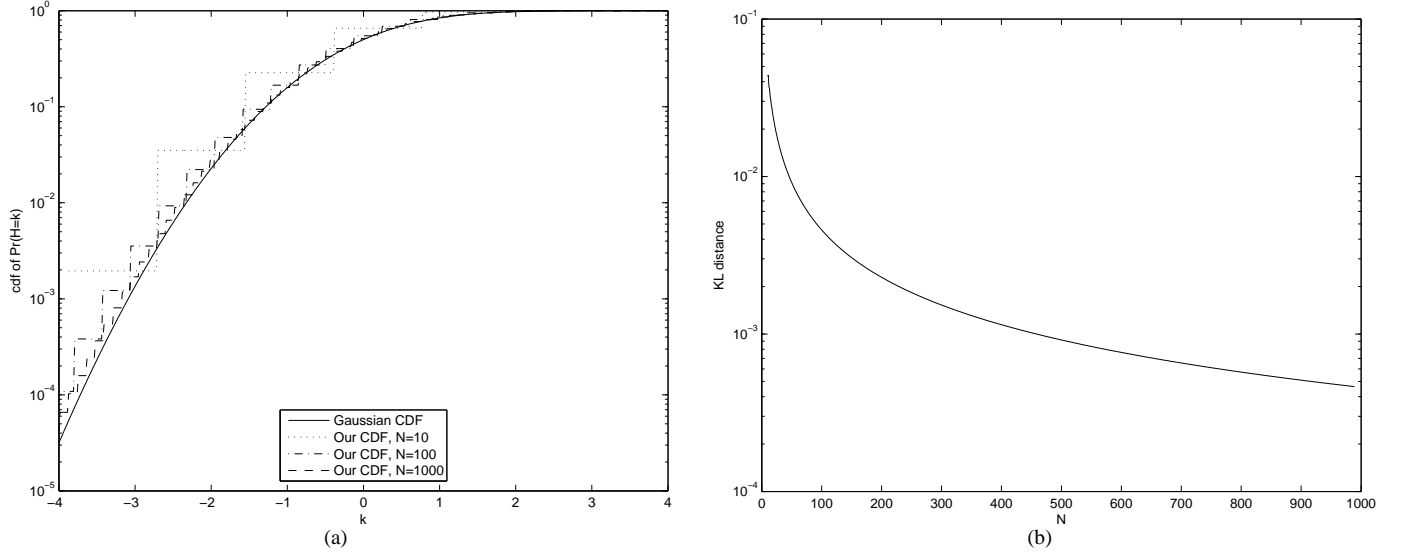 10^0
10^-1
10^-2
10^-3
10^-4
10^-5
cdf of Pr(H=k)
−4 −3 −2 −1 0 1 2 3 4
k
Gaussian CDF
Our CDF, N=10
Our CDF, N=100
Our CDF, N=1000
(a)
10^-1
10^-2
10^-3
10^-4
KL distance
0 100 200 300 400 500 600 700 800 900 1000
N
(b)